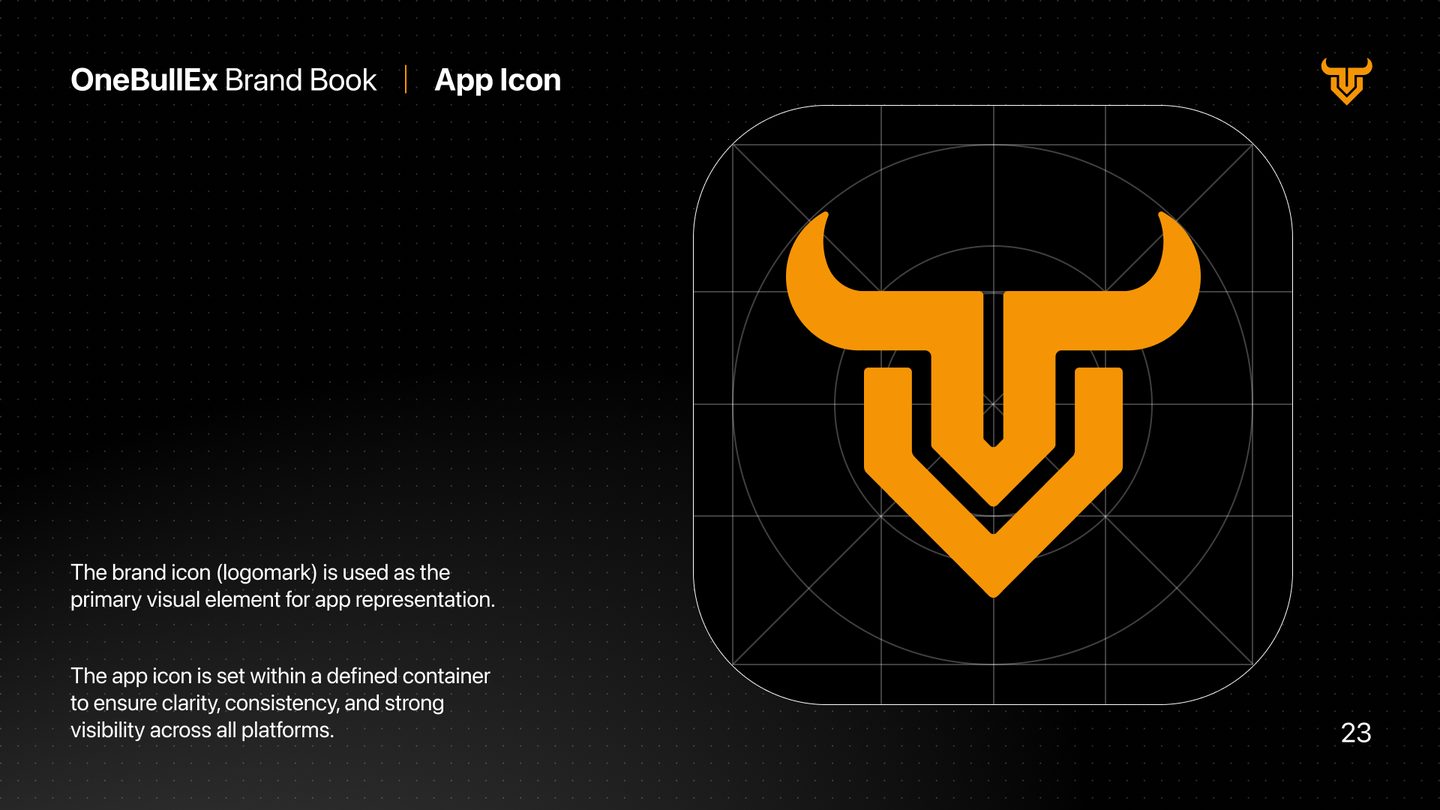 OneBullEx Brand Book | App Icon
The brand icon (logomark) is used as the
primary visual element for app representation.
The app icon is set within a defined container
to ensure clarity, consistency, and strong
visibility across all platforms.
23